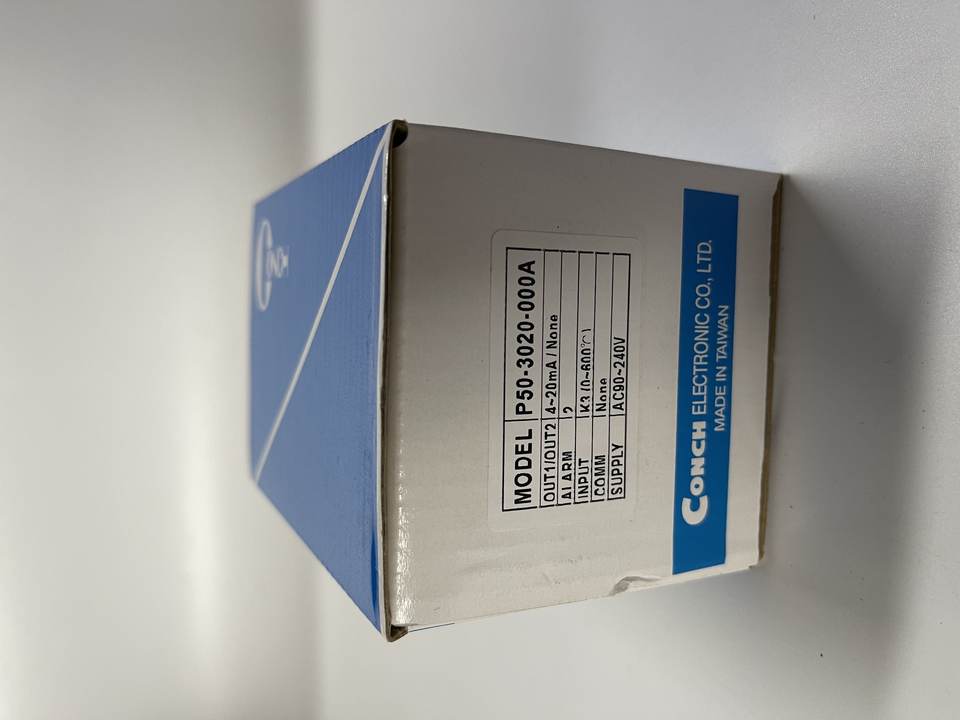 CONCH
MODEL P50-3020-000A
OUT1/OUT2 4~20mA / None
ALARM 2
INPUT K3 (0~600℃)
COMM None
SUPPLY AC90~240V
CONCH ELECTRONIC CO., LTD.
MADE IN TAIWAN